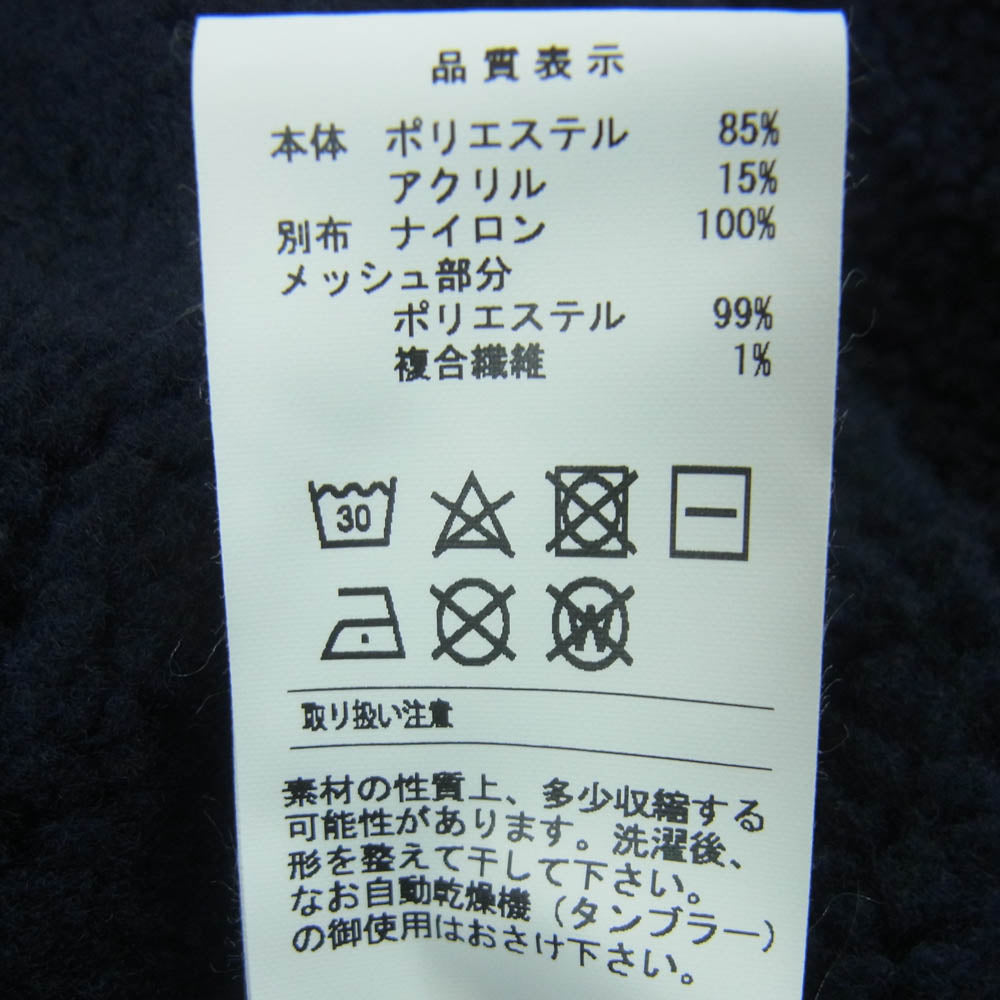 品質表示
本体 ポリエステル 85%
アクリル 15%
別布 ナイロン 100%
メッシュ部分
ポリエステル 99%
複合繊維 1%
30
W
取り扱い注意
素材の性質上、多少収縮する
可能性があります。洗濯後、
形を整えて干して下さい。
なお自動乾燥機(タンブラー)
の御使用はおさけ下さい。